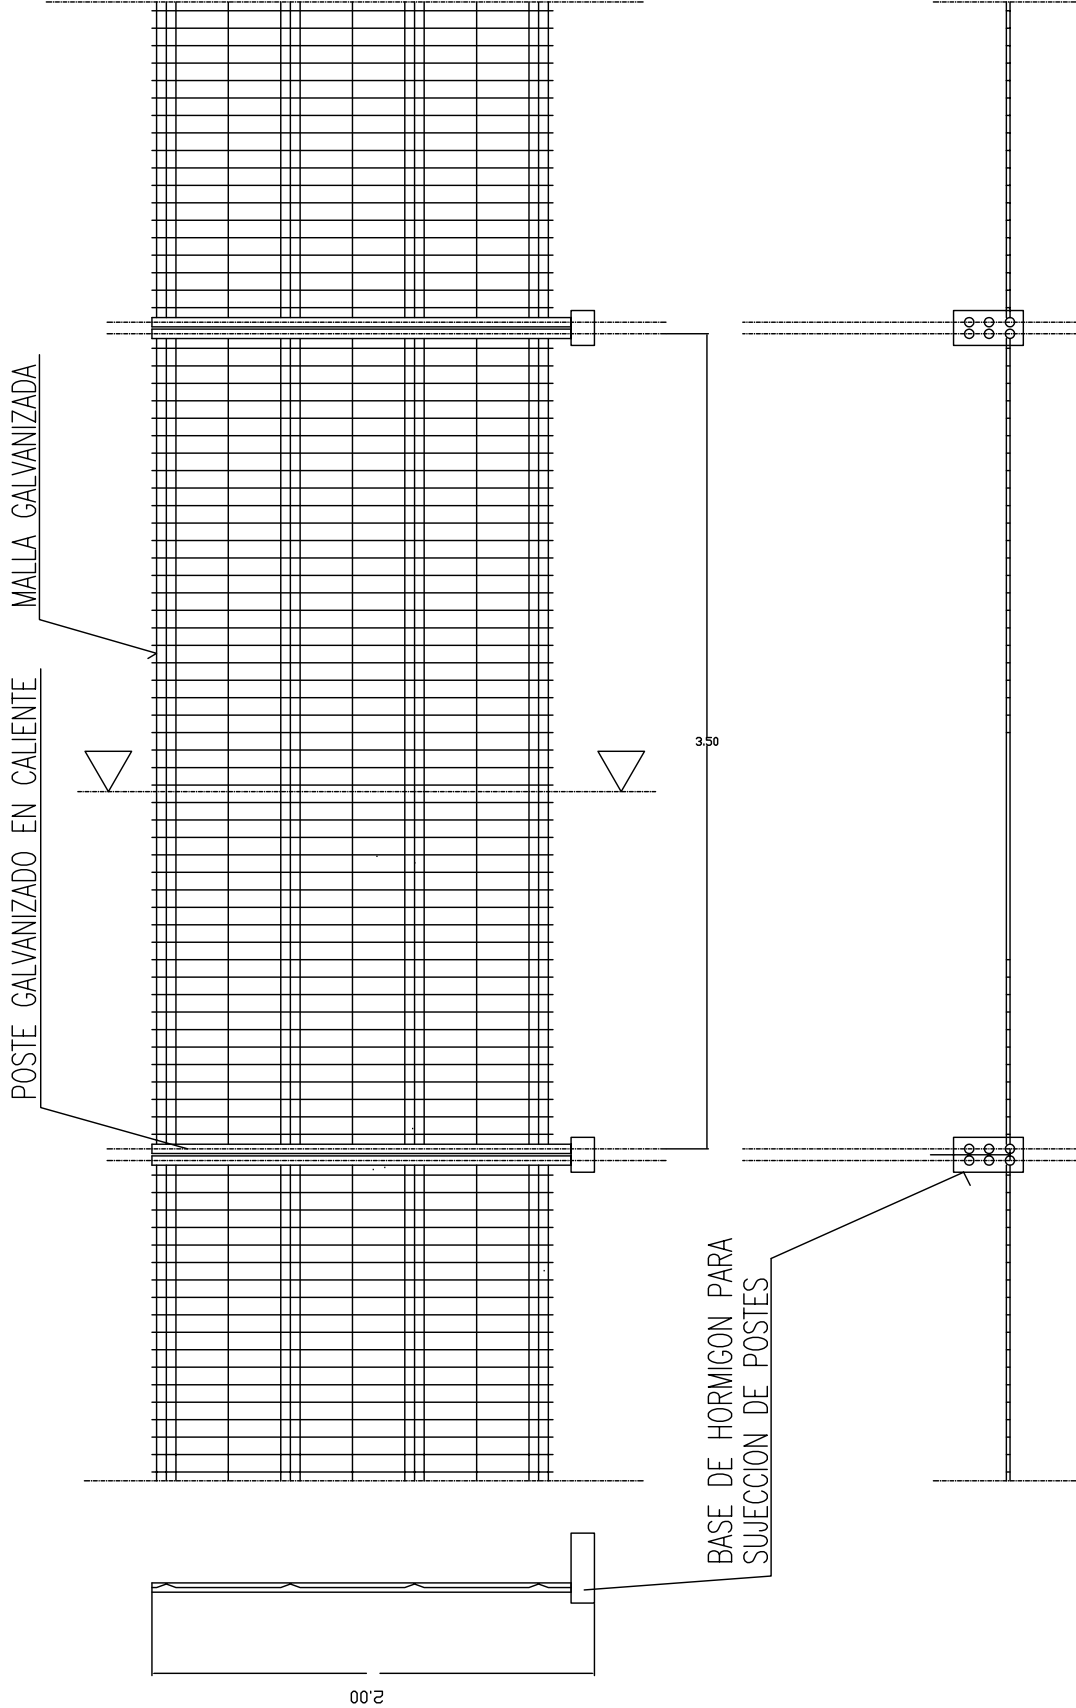 MALLA GALVANIZADA
POSTE GALVANIZADO EN CALIENTE
3.50
BASE DE HORMIGON PARA
SUJECCION DE POSTES
2.00